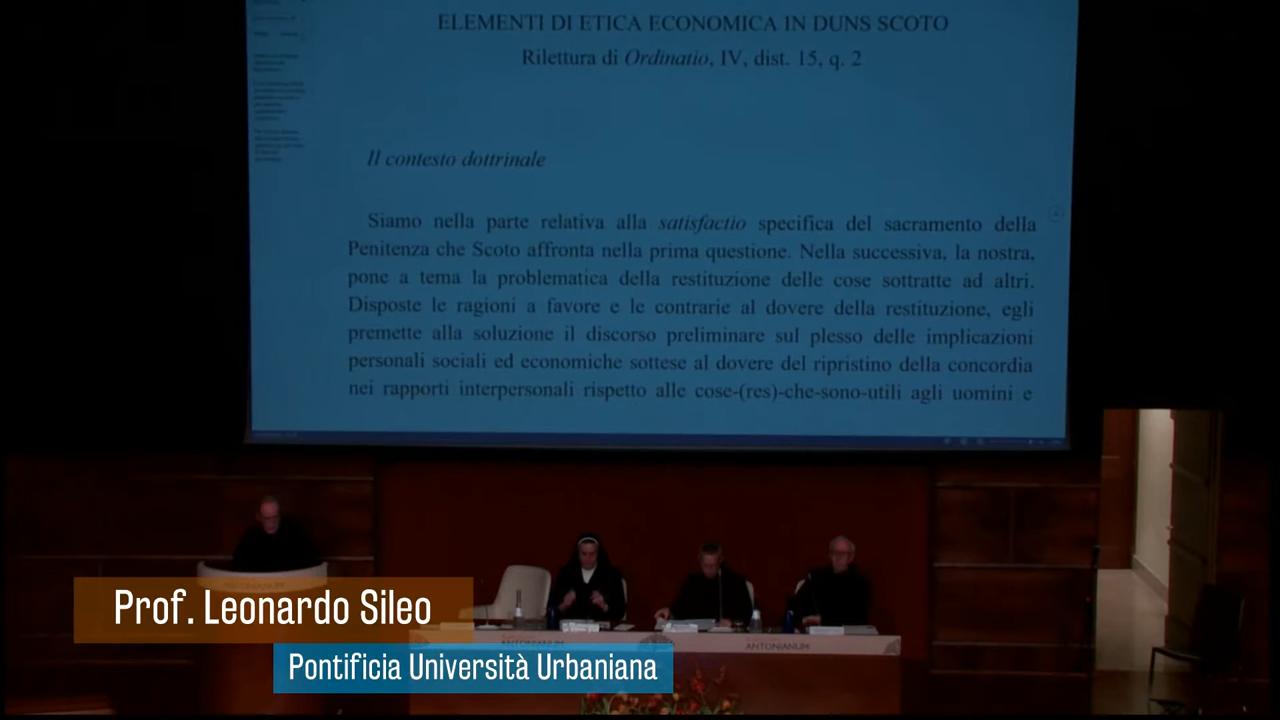 ELEMENTI DI ETICA ECONOMICA IN DUNS SCOTO
Rilettura di Ordinatio, IV, dist. 15, q. 2
Il contesto dottrinale
Siamo nella parte relativa alla satisfactio specifica del sacramento della
Penitenza che Scoto affronta nella prima questione. Nella successiva, la nostra,
pone a tema la problematica della restituzione delle cose sottratte ad altri.
Disposte le ragioni a favore e le contrarie al dovere della restituzione, egli
premette alla soluzione il discorso preliminare sul plesso delle implicazioni
personali sociali ed economiche sottese al dovere del ripristino della concordia
nei rapporti interpersonali rispetto alle cose-(res)-che-sono-utili agli uomini e
Prof. Leonardo Sileo
Pontificia Università Urbaniana
ANTONIANUM
ANTONIANUM